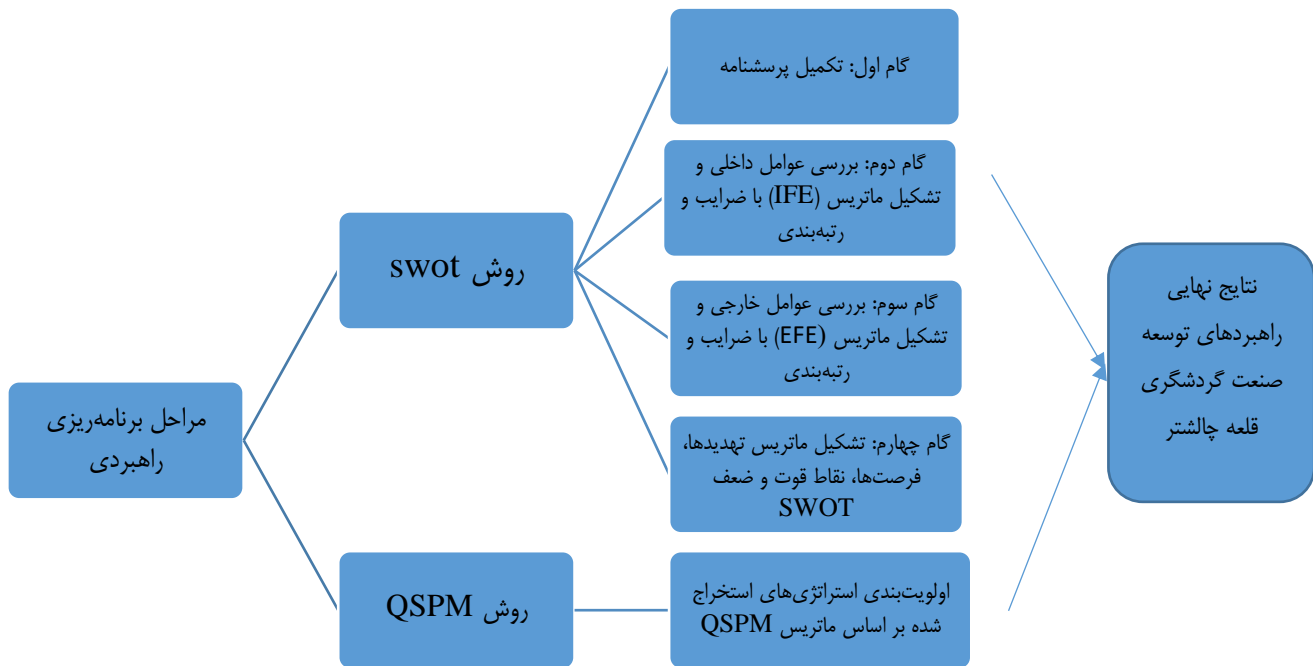 مراحل برنامه‌ریزی
راهبردی
روش swot
گام اول: تکمیل پرسشنامه
گام دوم: بررسی عوامل داخلی و
تشکیل ماتریس (IFE) با ضرایب و
رتبه‌بندی
گام سوم: بررسی عوامل خارجی و
تشکیل ماتریس (EFE) با ضرایب و
رتبه‌بندی
گام چهارم: تشکیل ماتریس تهدیدها،
فرصت‌ها، نقاط قوت و ضعف
SWOT
روش QSPM
اولویت‌بندی استراتژی‌های استخراج
شده بر اساس ماتریس QSPM
نتایج نهایی
راهبردهای توسعه
صنعت گردشگری
قلعه چالشتر